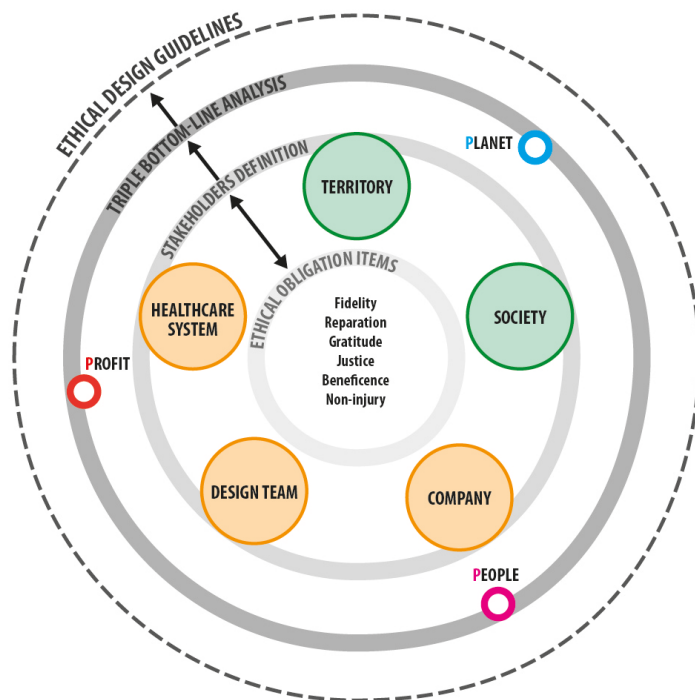 ETHICAL DESIGN GUIDELINES
TRIPLE BOTTOM-LINE ANALYSIS
STAKEHOLDERS DEFINITION
ETHICAL OBLIGATION ITEMS
PLANET
TERRITORY
HEALTHCARE
SYSTEM
SOCIETY
Fidelity
Reparation
Gratitude
Justice
Beneficence
Non-injury
PROFIT
DESIGN TEAM
COMPANY
PEOPLE